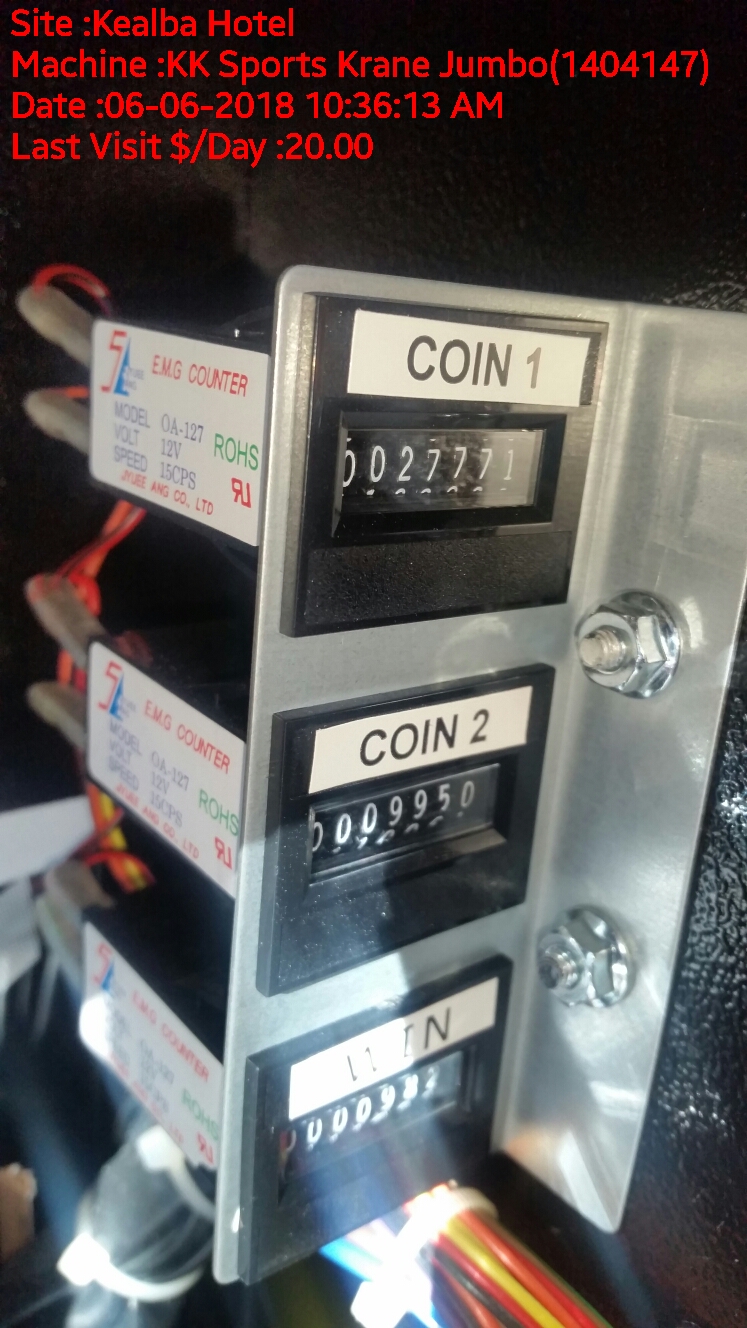 Site :Kealba Hotel
Machine :KK Sports Krane Jumbo(1404147)
Date :06-06-2018 10:36:13 AM
Last Visit $/Day :20.00
COIN 1
0027771
E.M.G COUNTER
MODEL OA-127
VOLT 12V
SPEED 15CPS
ROHS
JYUEE ANG CO., LTD
COIN 2
0009950
E.M.G COUNTER
MODEL OA-127
VOLT 12V
SPEED 15CPS
ROHS
JYUEE ANG CO., LTD
WIN
E.M.G COUNTER
ROHS